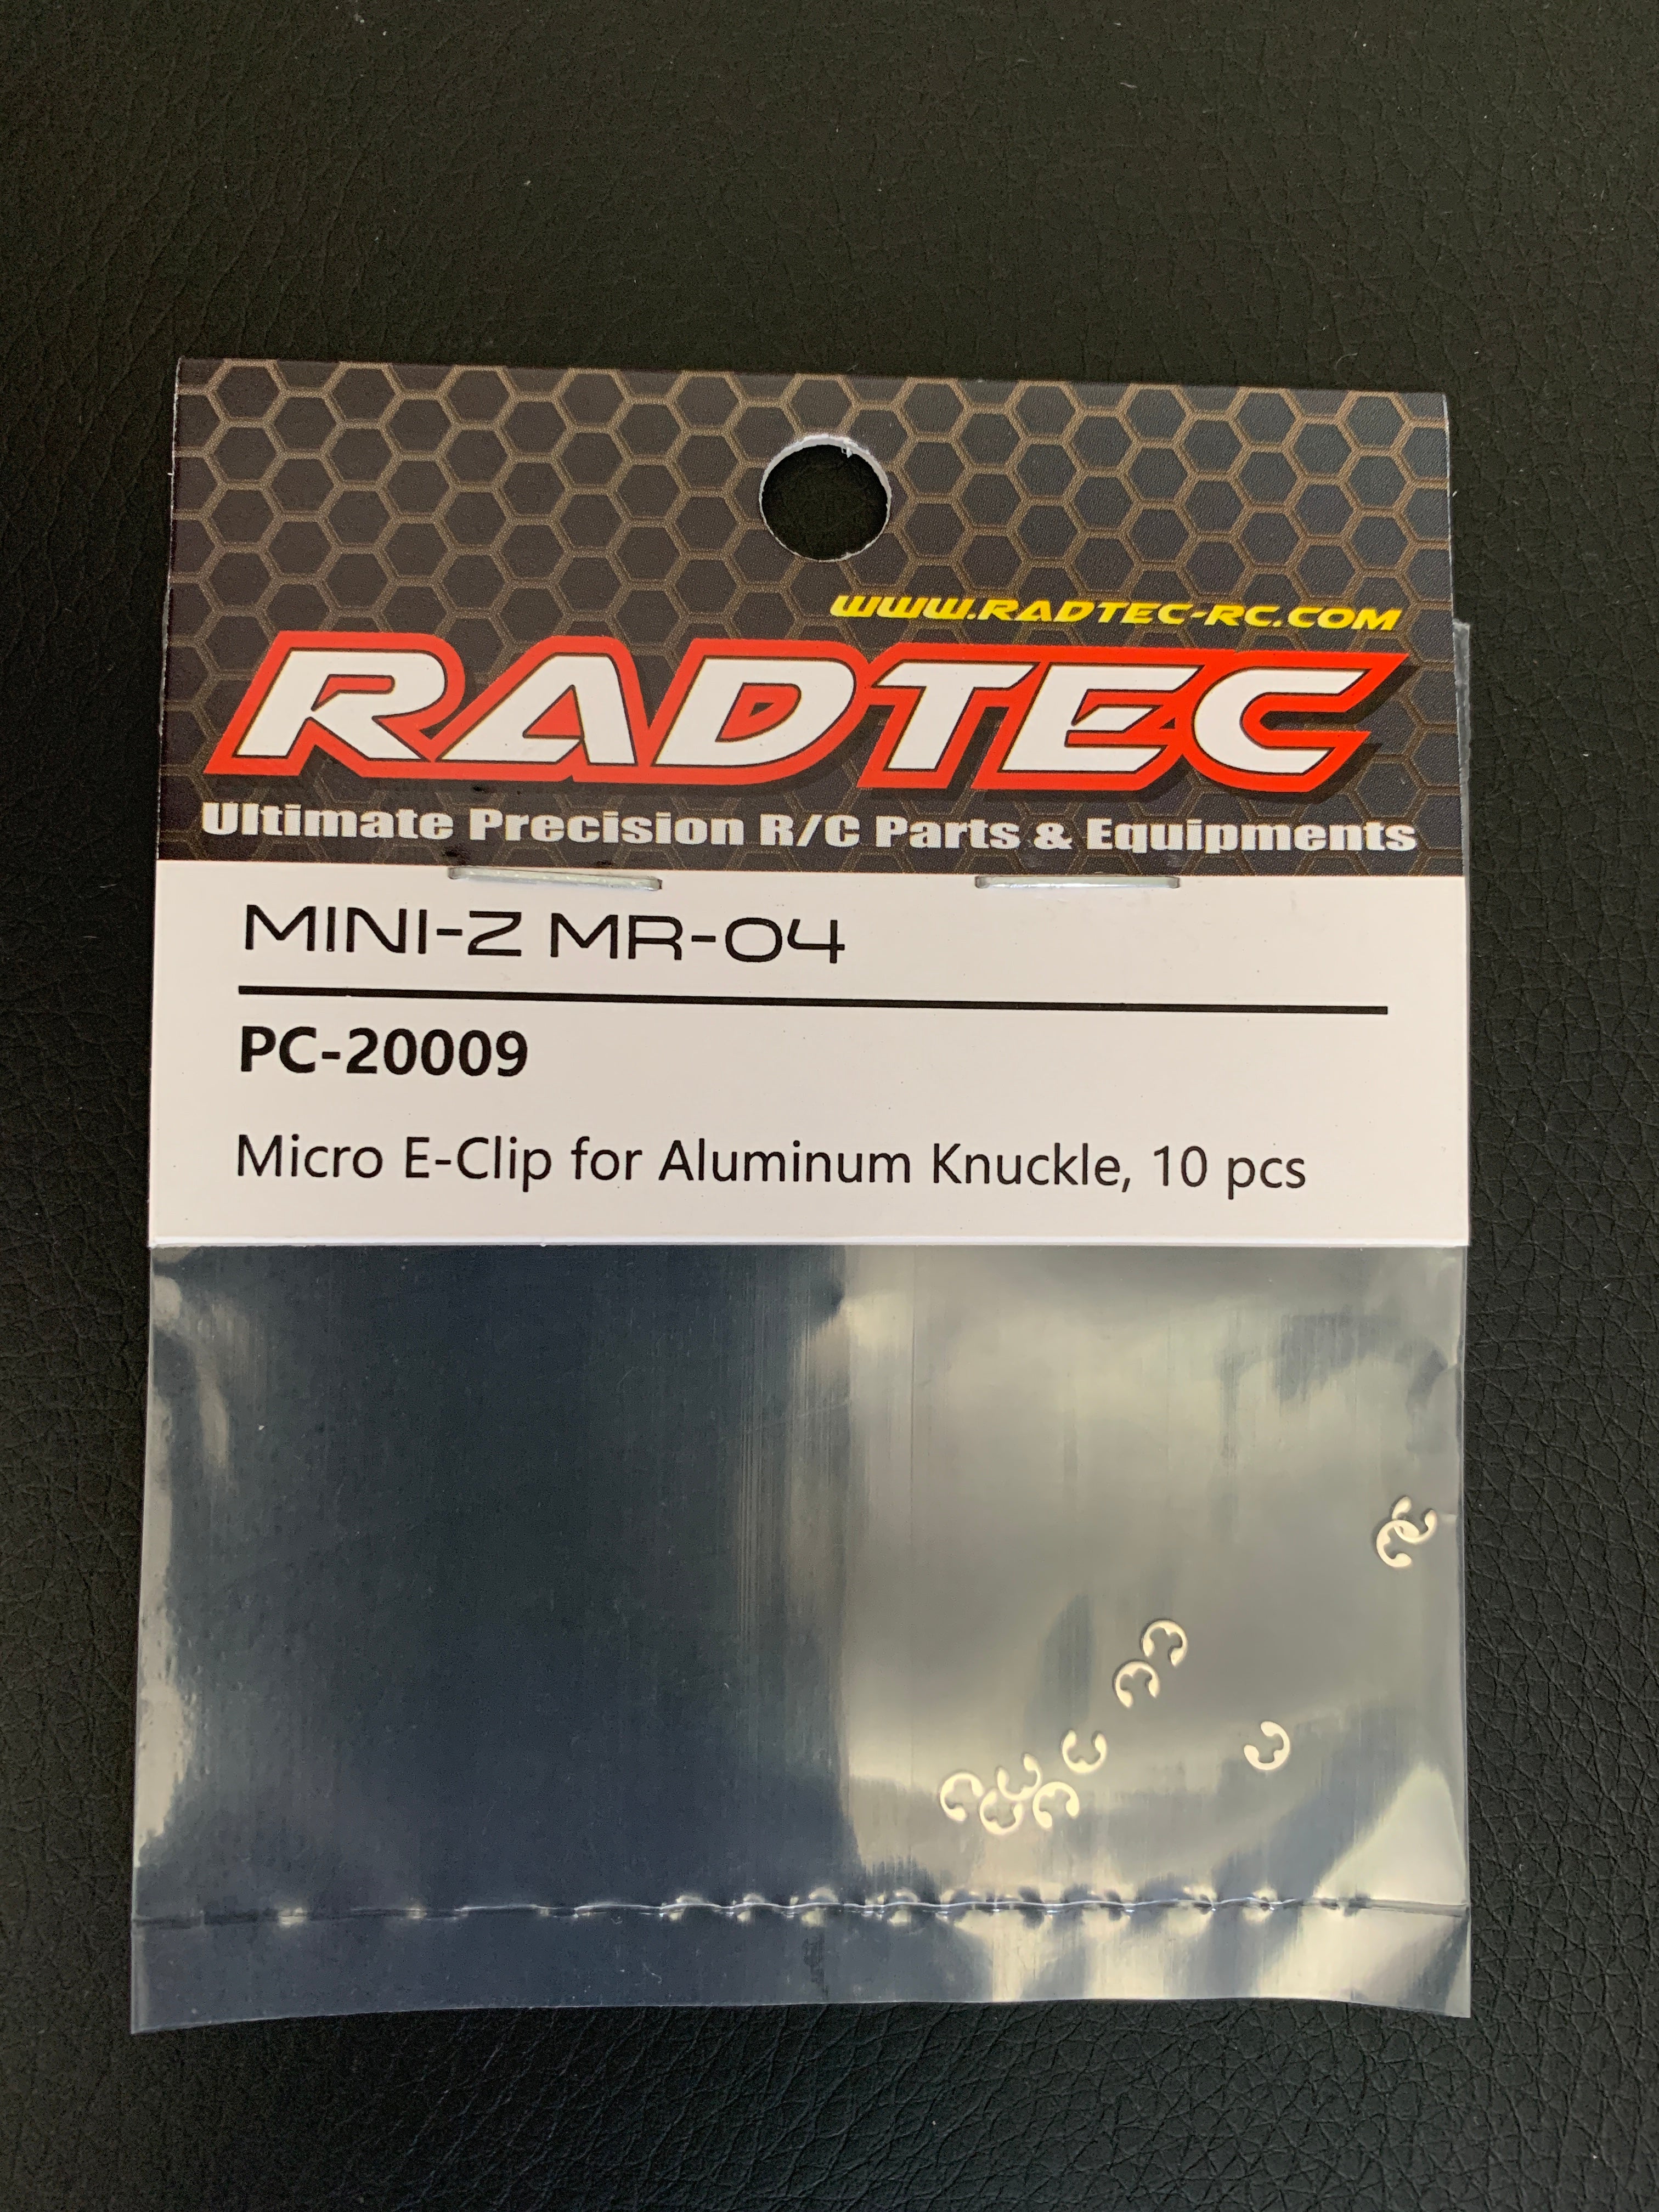 WWW.RADTEC-RC.COM
RADTEC
Ultimate Precision R/C Parts & Equipments
MINI-Z MR-04
PC-20009
Micro E-Clip for Aluminum Knuckle, 10 pcs